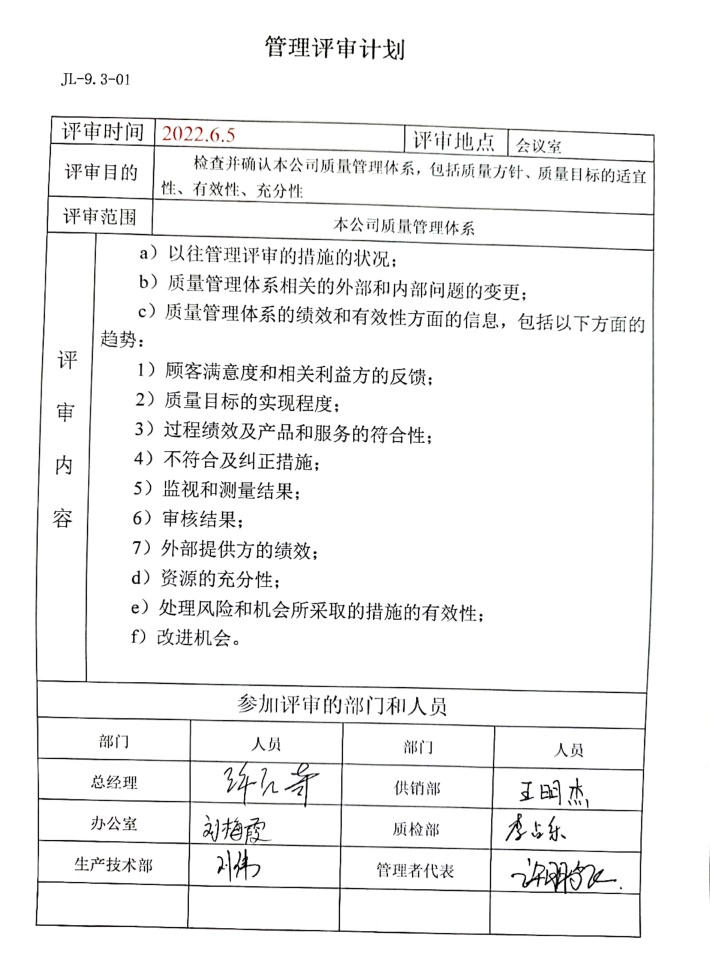 管理评审计划
JL-9.3-01
评审时间 2022.6.5 评审地点 会议室
评审目的 检查并确认本公司质量管理体系，包括质量方针、质量目标的适宜
性、有效性、充分性
评审范围 本公司质量管理体系
评审内容
a）以往管理评审的措施的状况；
b）质量管理体系相关的外部和内部问题的变更；
c）质量管理体系的绩效和有效性方面的信息，包括以下方面的
趋势：
1）顾客满意度和相关利益方的反馈；
2）质量目标的实现程度；
3）过程绩效及产品和服务的符合性；
4）不符合及纠正措施；
5）监视和测量结果；
6）审核结果；
7）外部提供方的绩效；
d）资源的充分性；
e）处理风险和机会所采取的措施的有效性；
f）改进机会。
参加评审的部门和人员
部门 人员 部门 人员
总经理 供销部 王明杰
办公室 刘梅霞 质检部 李占乐
生产技术部 刘伟 管理者代表